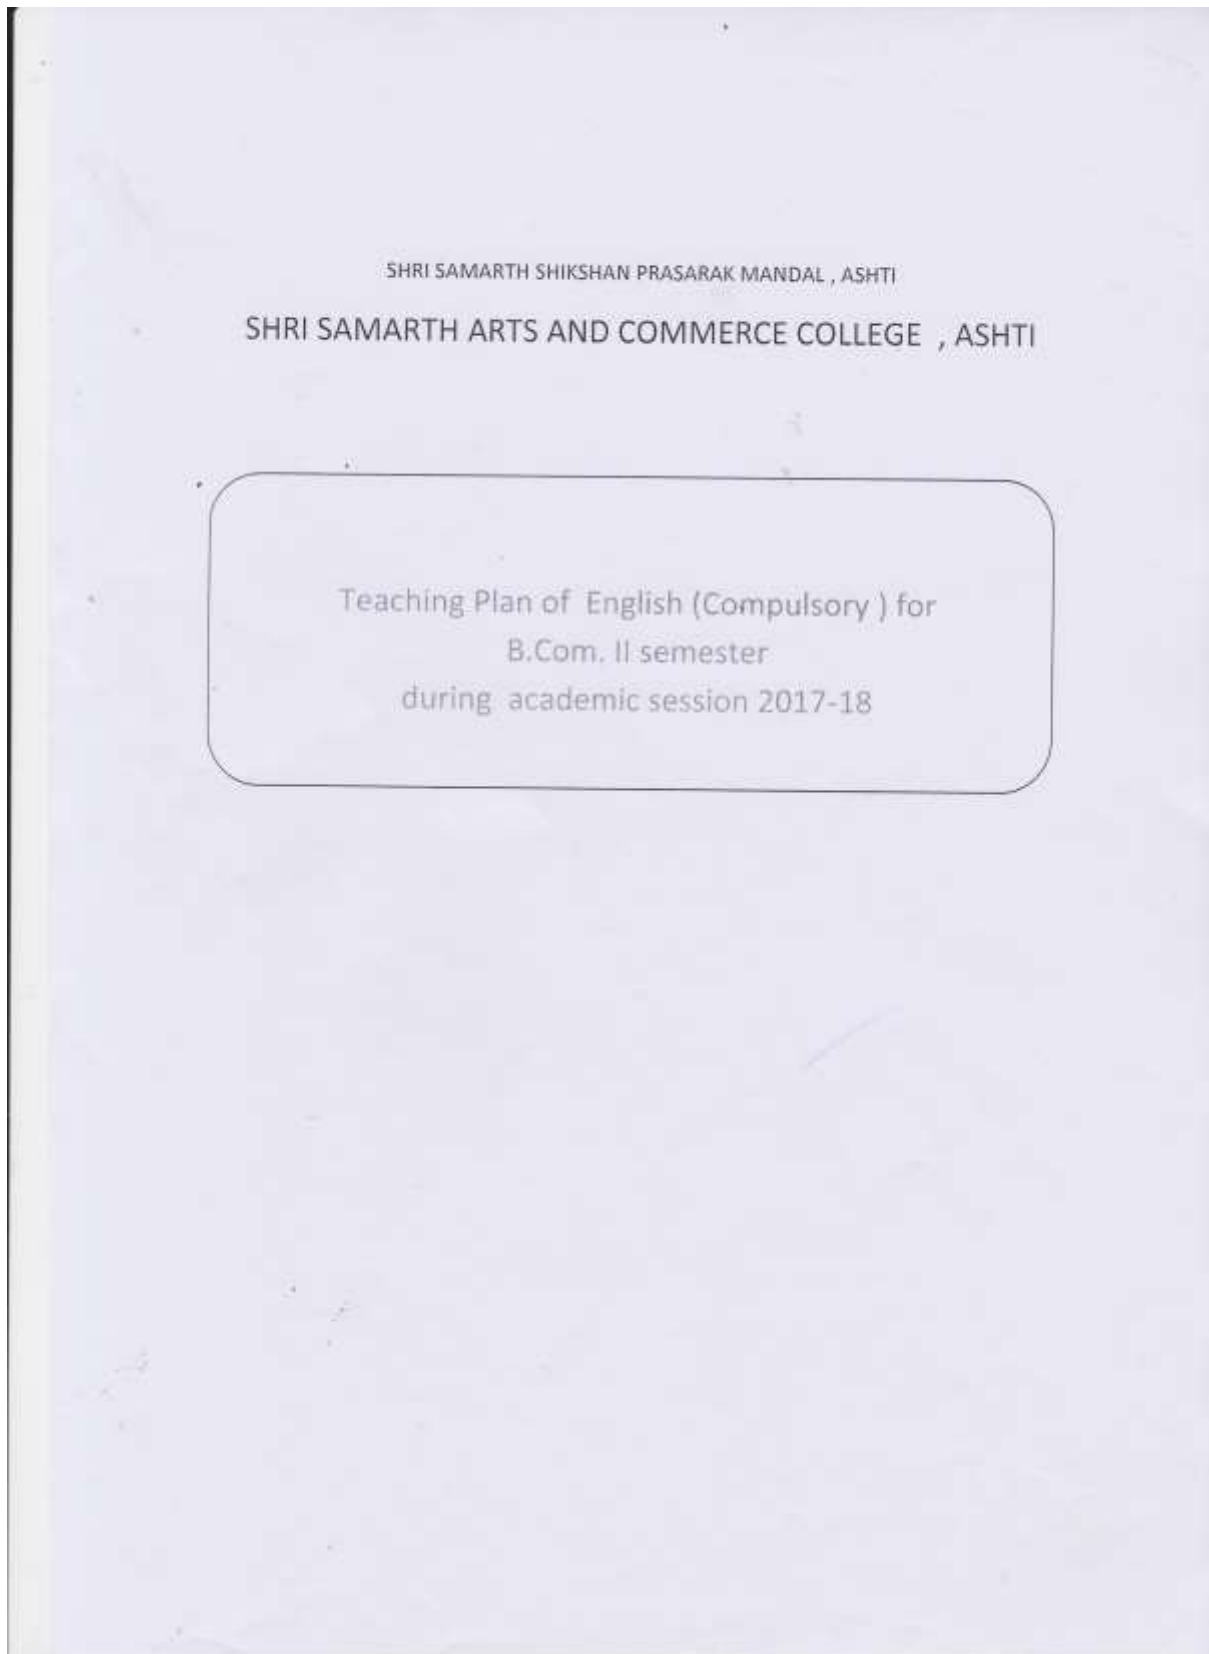 SHRI SAMARTH SHIKSHAN PRASARAK MANDAL , ASHTI
SHRI SAMARTH ARTS AND COMMERCE COLLEGE , ASHTI
Teaching Plan of English (Compulsory ) for
B.Com. II semester
during academic session 2017-18